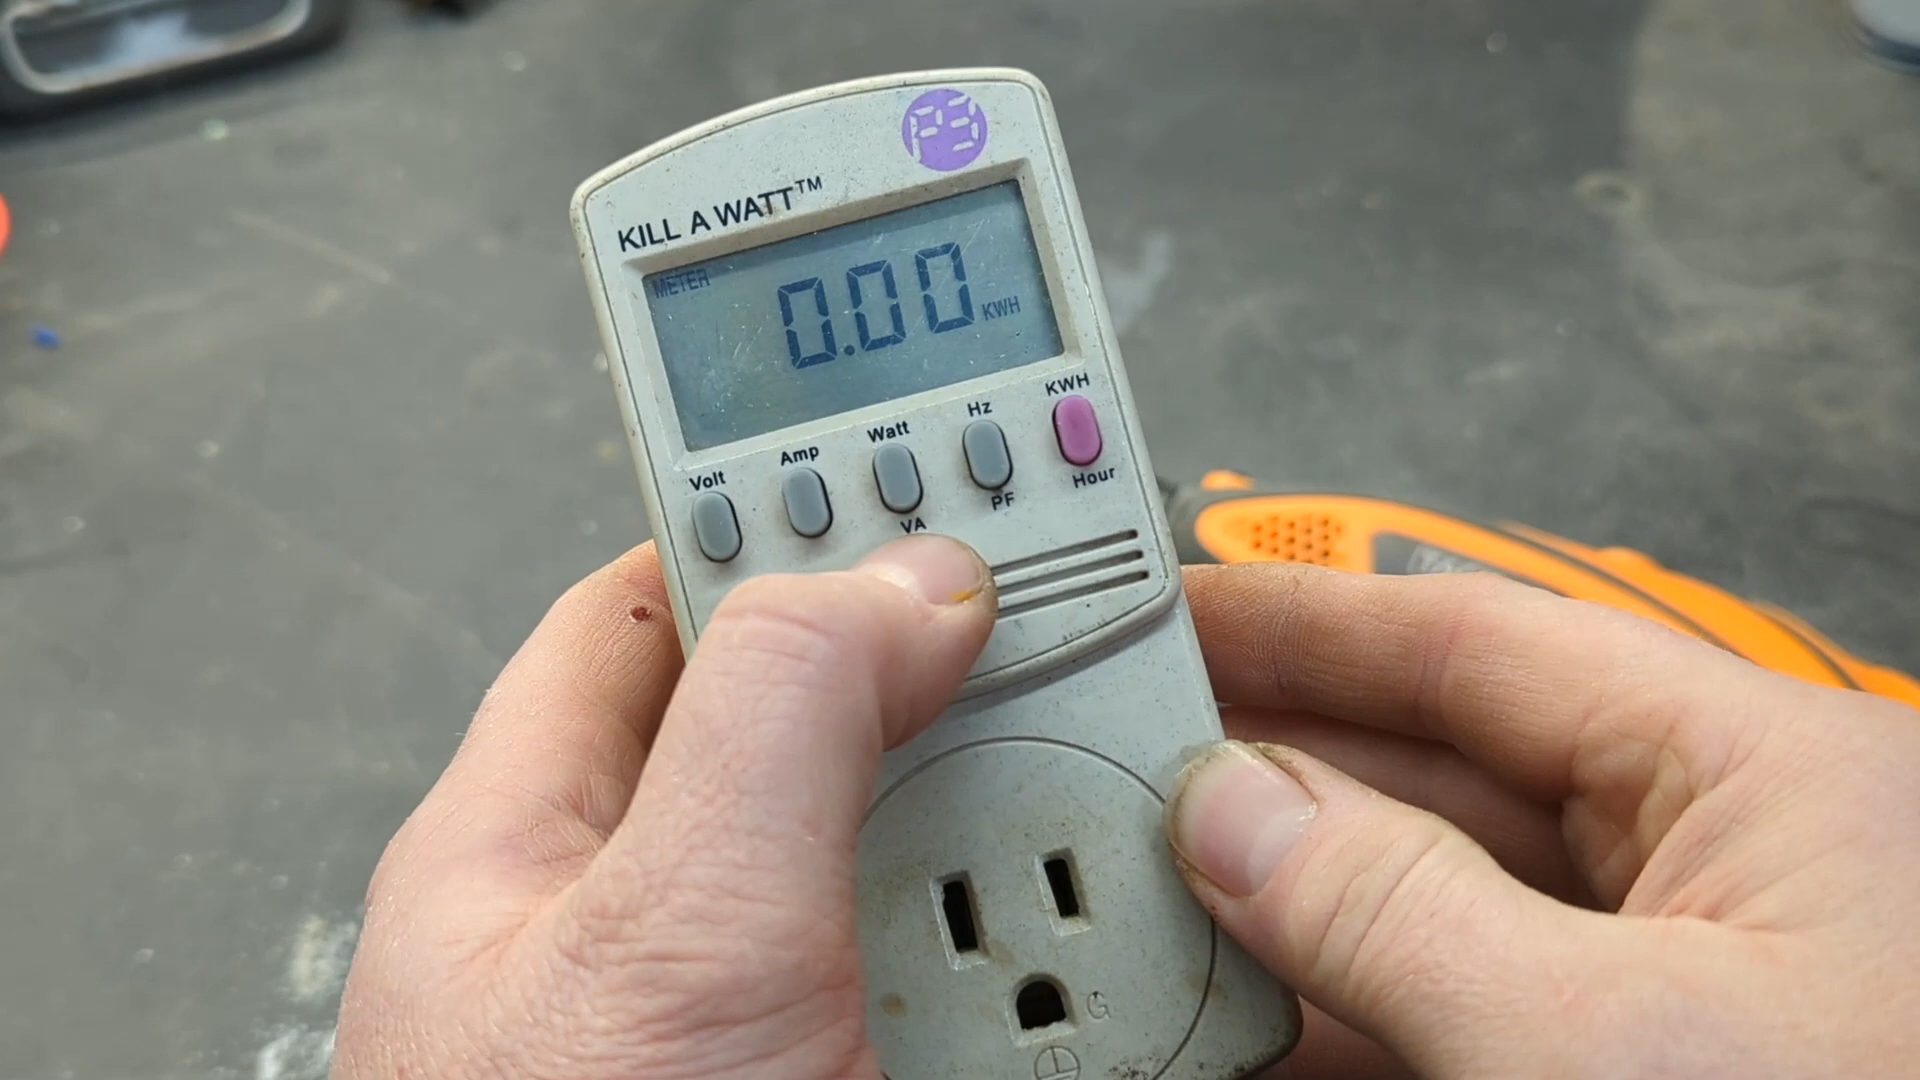 P3
KILL A WATT™
METER
0.00 KWH
Volt Amp Watt Hz KWH
VA PF Hour
G